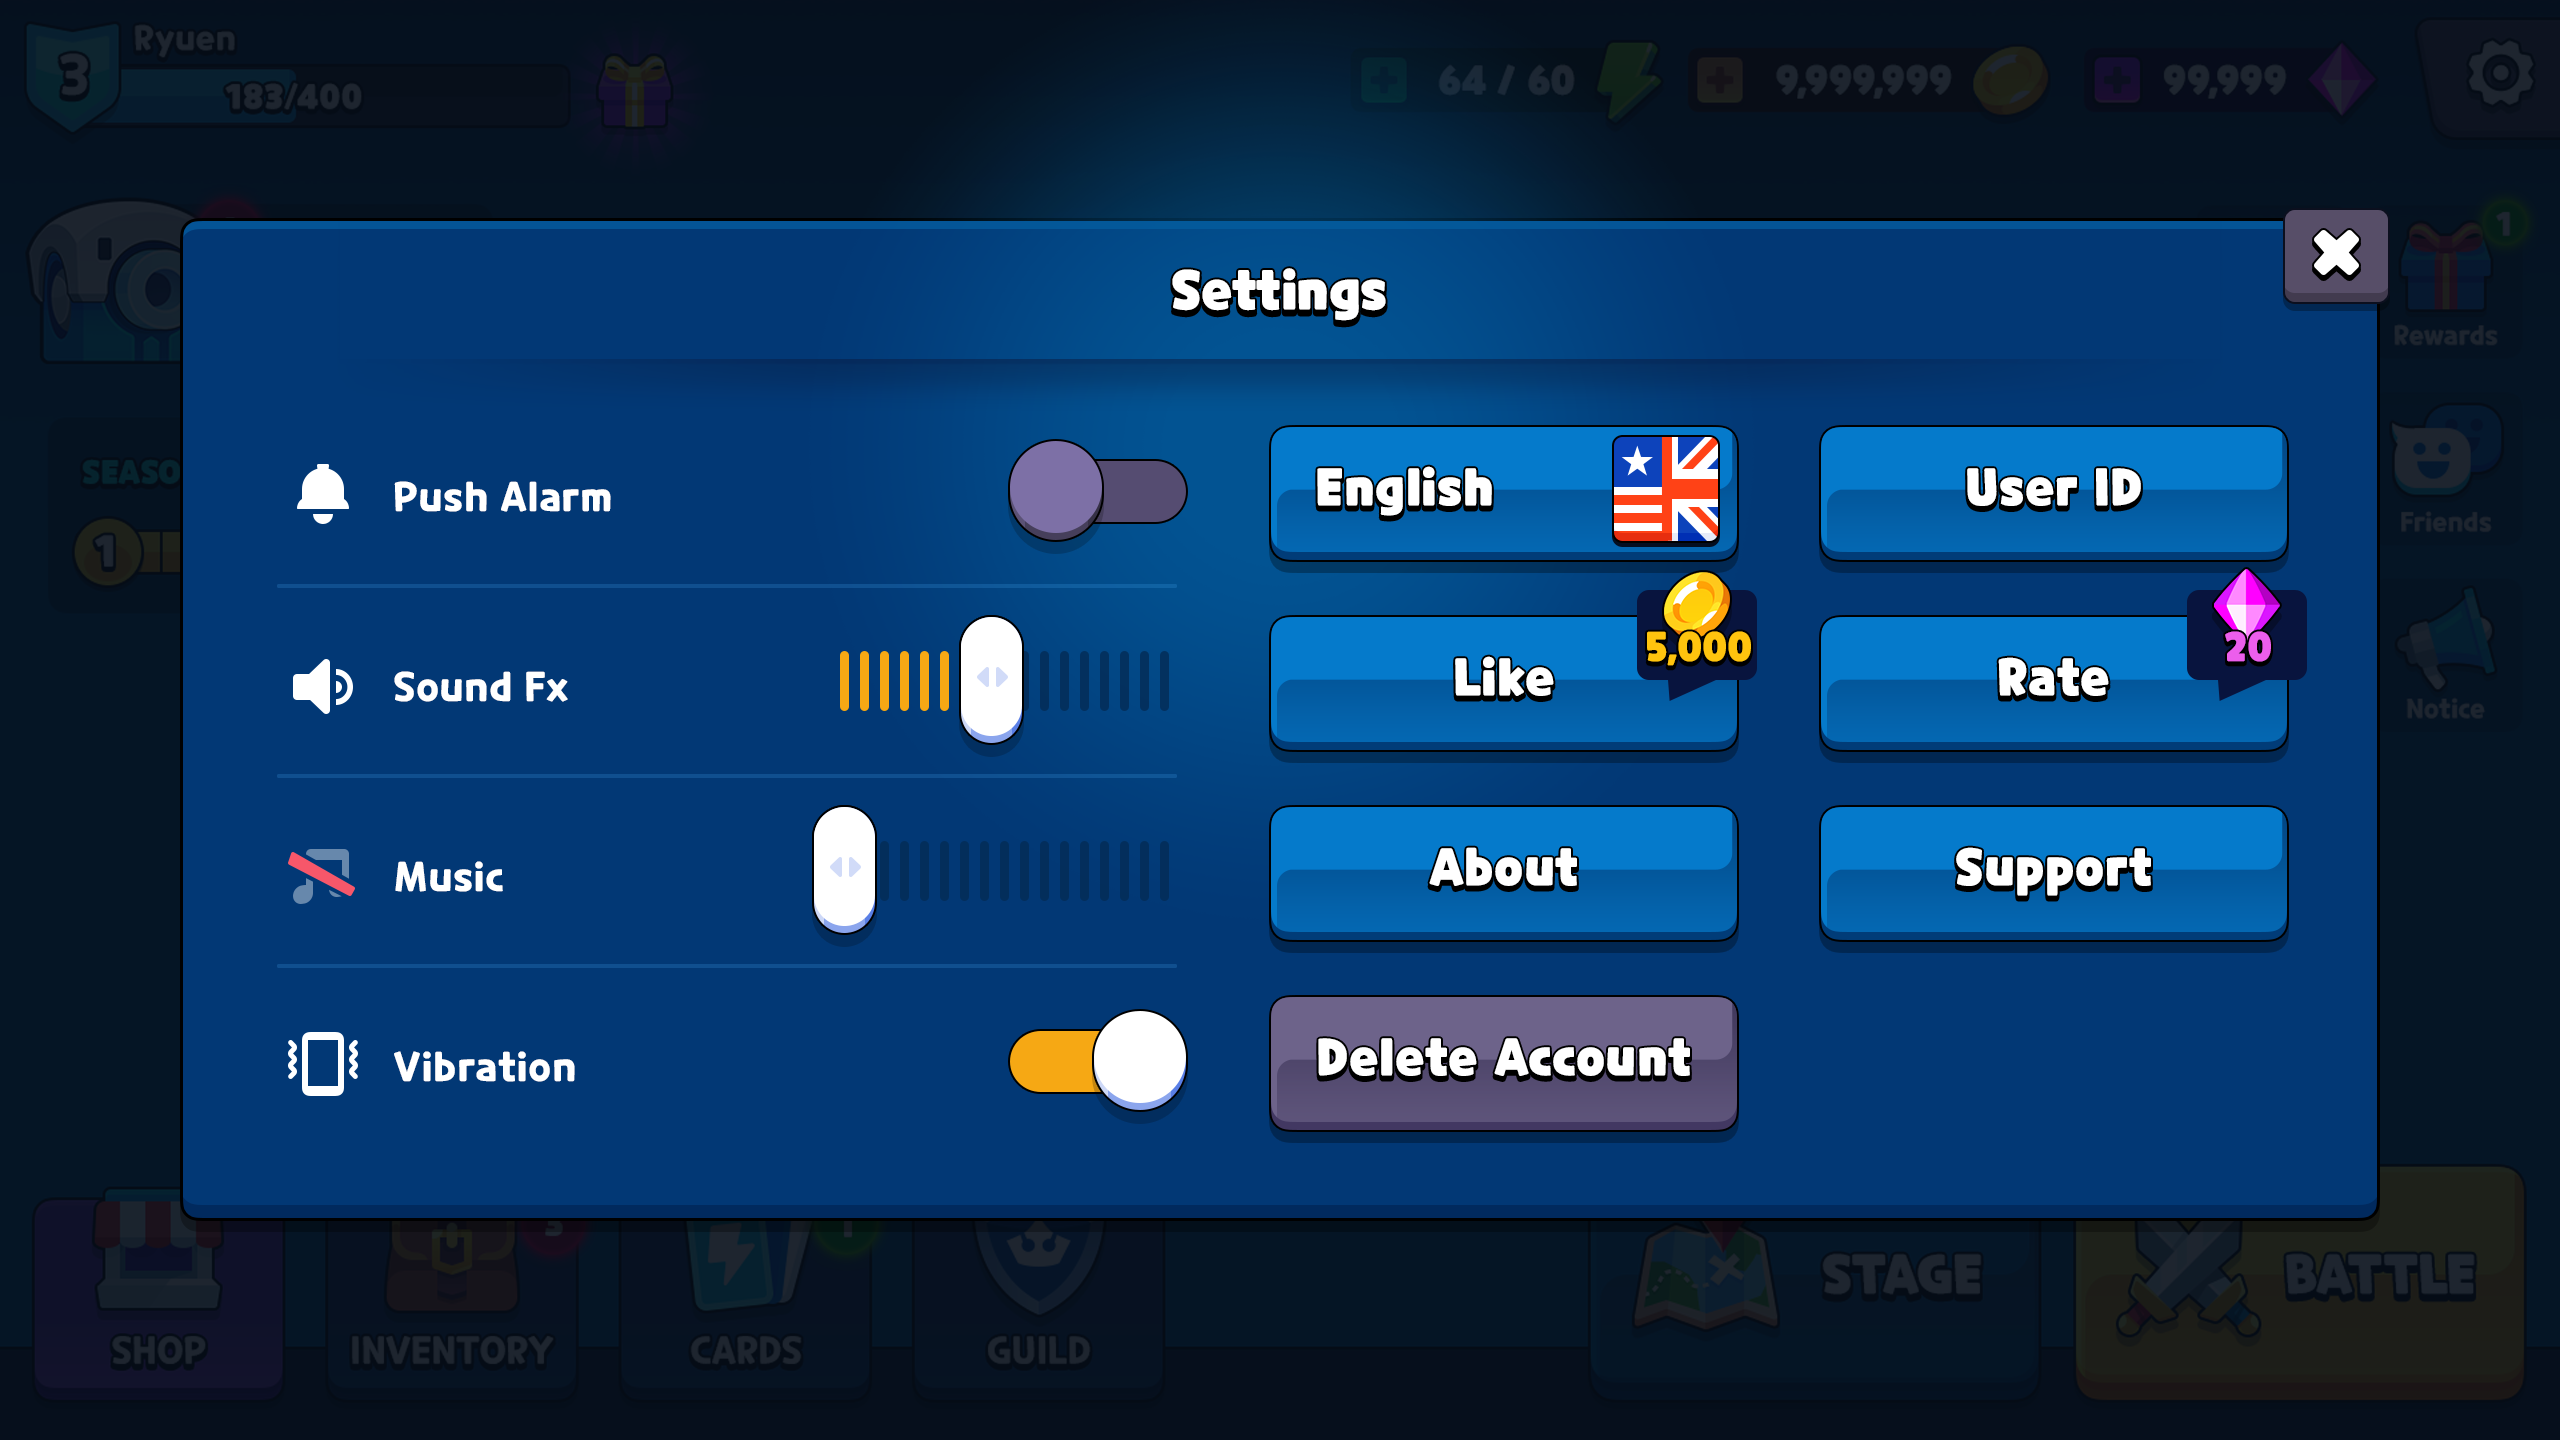 Ryuen
3
183/400
64 / 60
9,999,999
99,999
Settings
1
Rewards
Push Alarm
English
User ID
SEASO
1
Friends
Sound Fx
5,000
20
Like
Rate
Notice
Music
About
Support
Vibration
Delete Account
3
1
STAGE
BATTLE
SHOP
INVENTORY
CARDS
GUILD